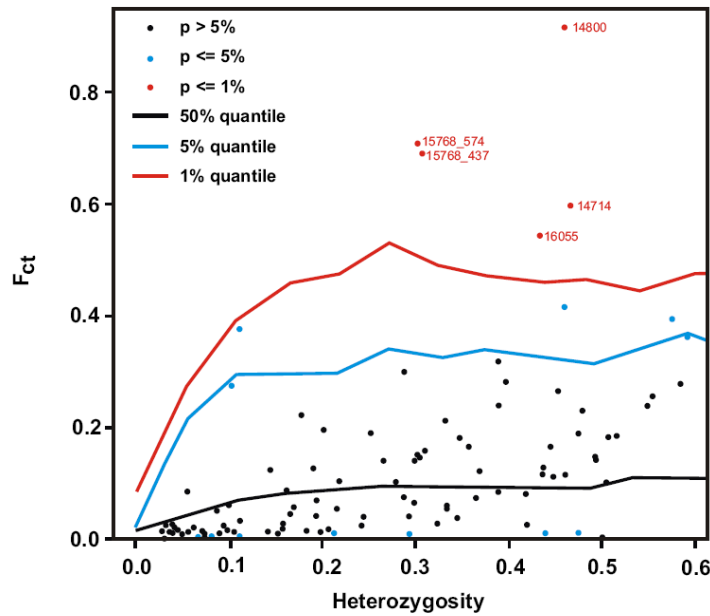 p > 5%
p <= 5%
p <= 1%
50% quantile
5% quantile
1% quantile
14800
15768_574
15768_437
14714
16055
Fct
0.8
0.6
0.4
0.2
0.0
0.0 0.1 0.2 0.3 0.4 0.5 0.6
Heterozygosity